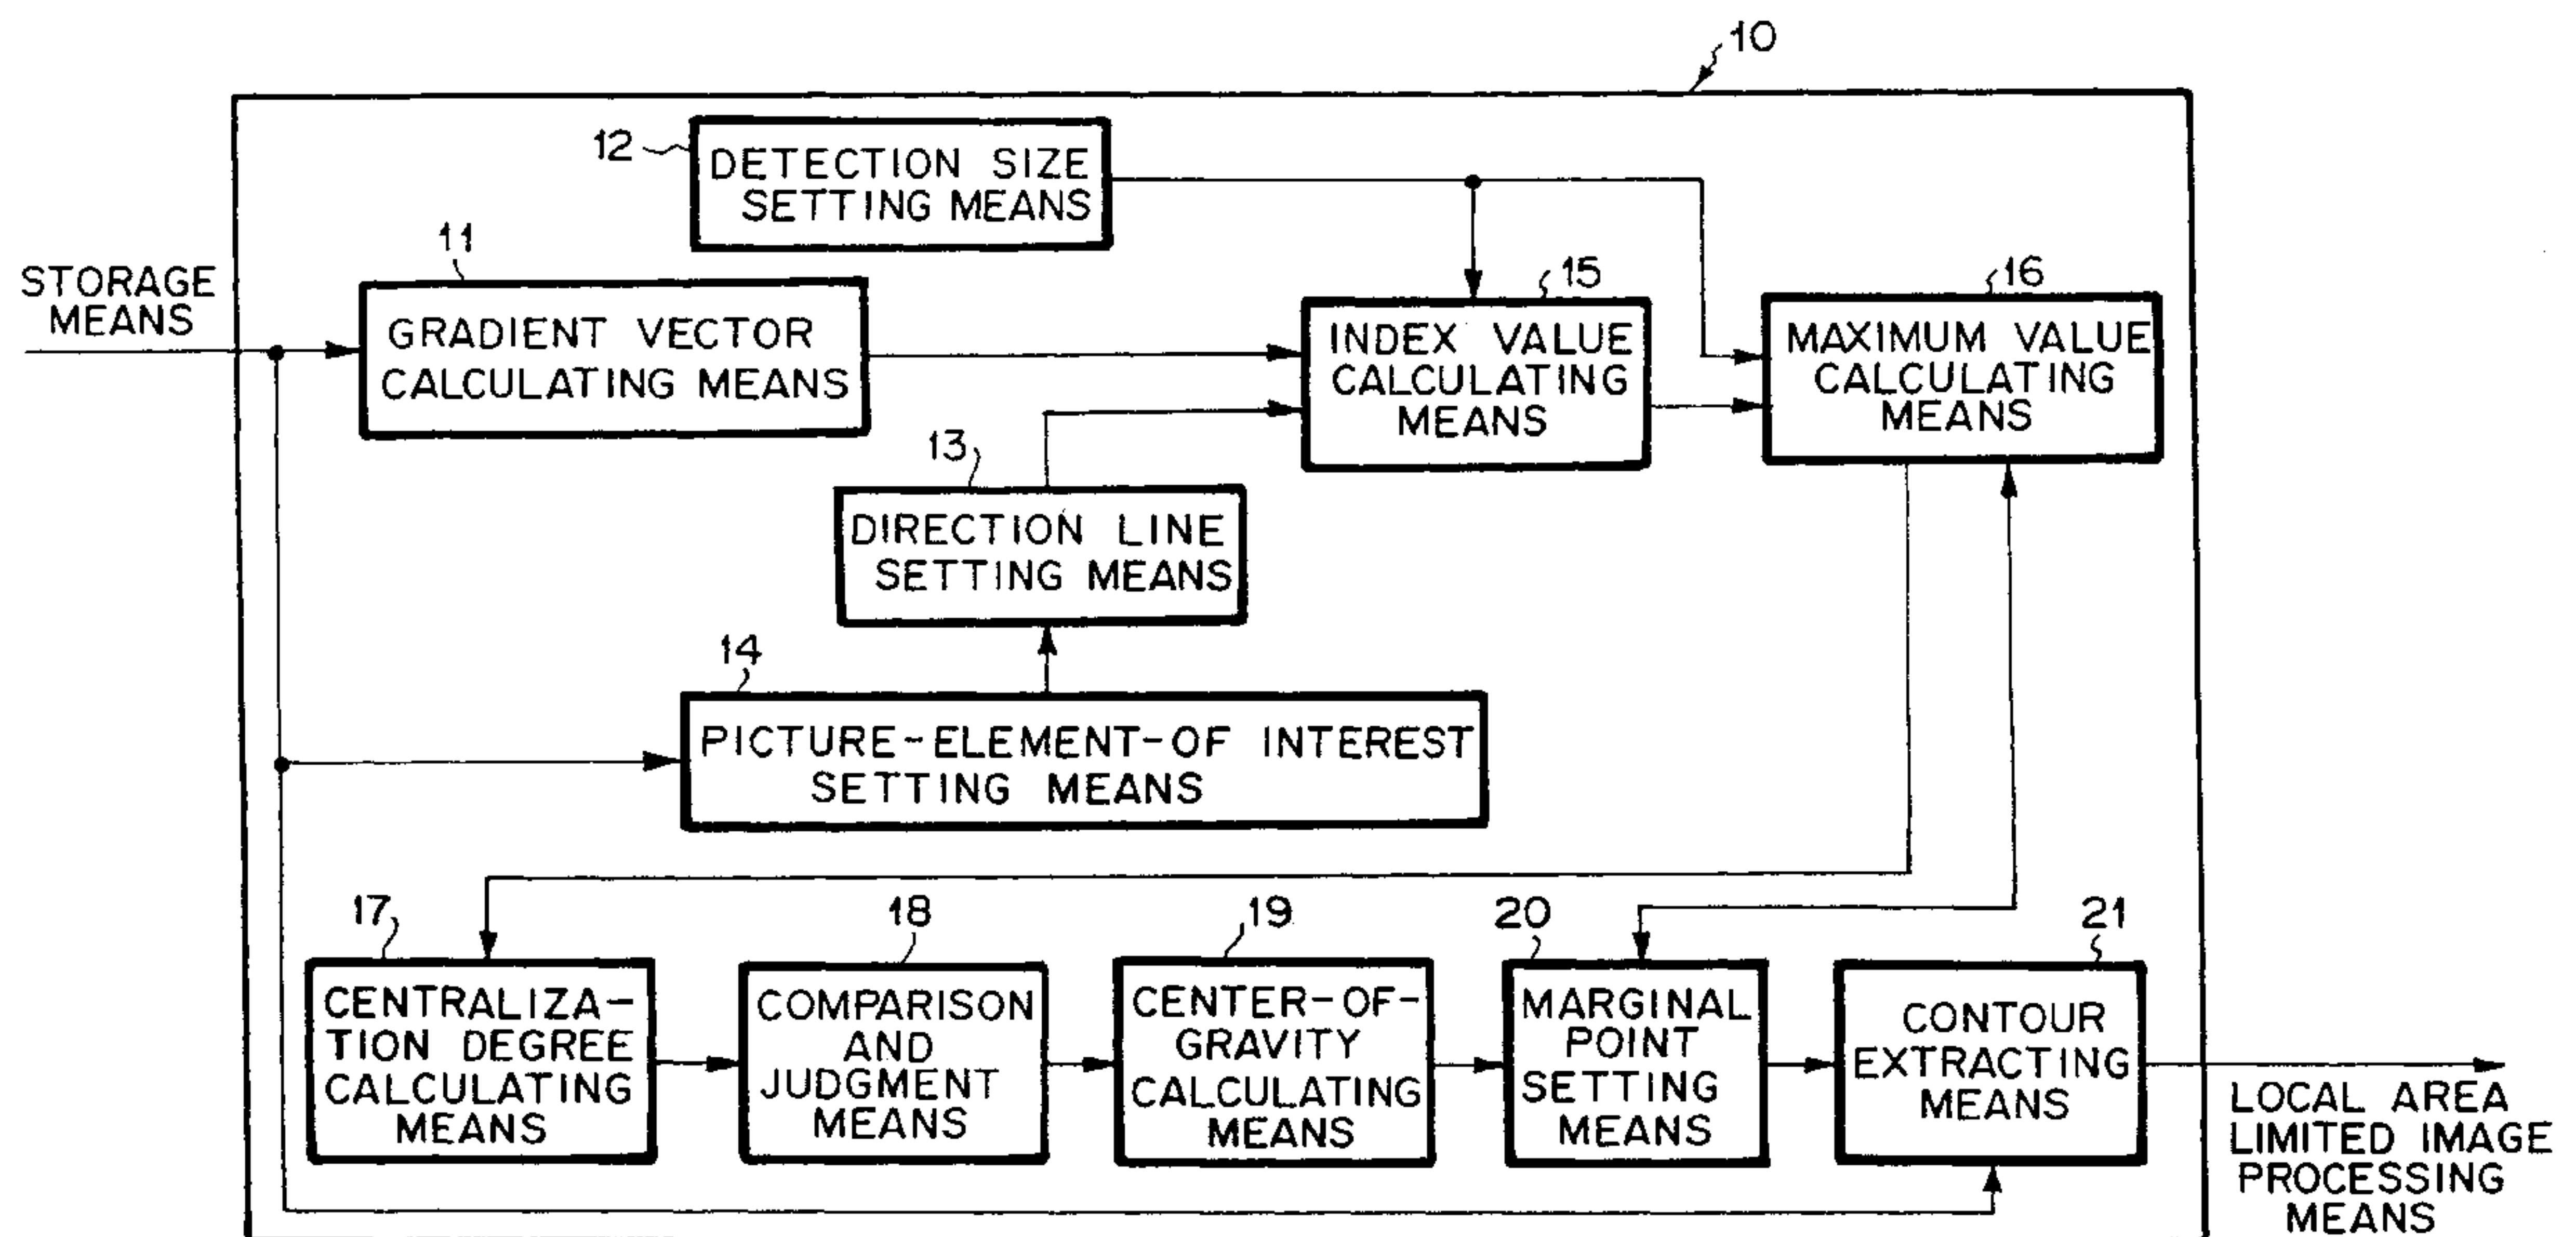 10
12
DETECTION SIZE
SETTING MEANS
11
STORAGE
MEANS
GRADIENT VECTOR
CALCULATING MEANS
15
INDEX VALUE
CALCULATING
MEANS
16
MAXIMUM VALUE
CALCULATING
MEANS
13
DIRECTION LINE
SETTING MEANS
14
PICTURE-ELEMENT-OF INTEREST
SETTING MEANS
17
CENTRALIZA-
TION DEGREE
CALCULATING
MEANS
18
COMPARISON
AND
JUDGMENT
MEANS
19
CENTER-OF-
GRAVITY
CALCULATING
MEANS
20
MARGINAL
POINT
SETTING
MEANS
21
CONTOUR
EXTRACTING
MEANS
LOCAL AREA
LIMITED IMAGE
PROCESSING
MEANS